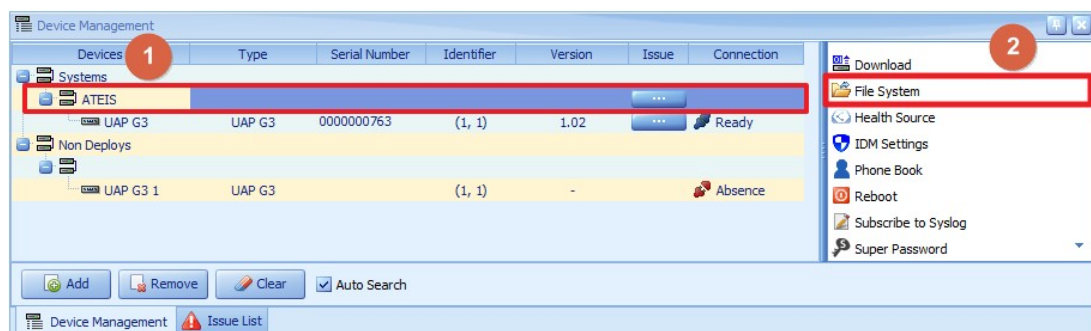 Device Management
Devices Type Serial Number Identifier Version Issue Connection
1
2
Systems
ATEIS ...
UAP G3 UAP G3 0000000763 (1, 1) 1.02 ... Ready
Non Deploys
UAP G3 1 UAP G3 (1, 1) - Absence
Download
File System
Health Source
IDM Settings
Phone Book
Reboot
Subscribe to Syslog
Super Password
Add Remove Clear Auto Search
Device Management Issue List